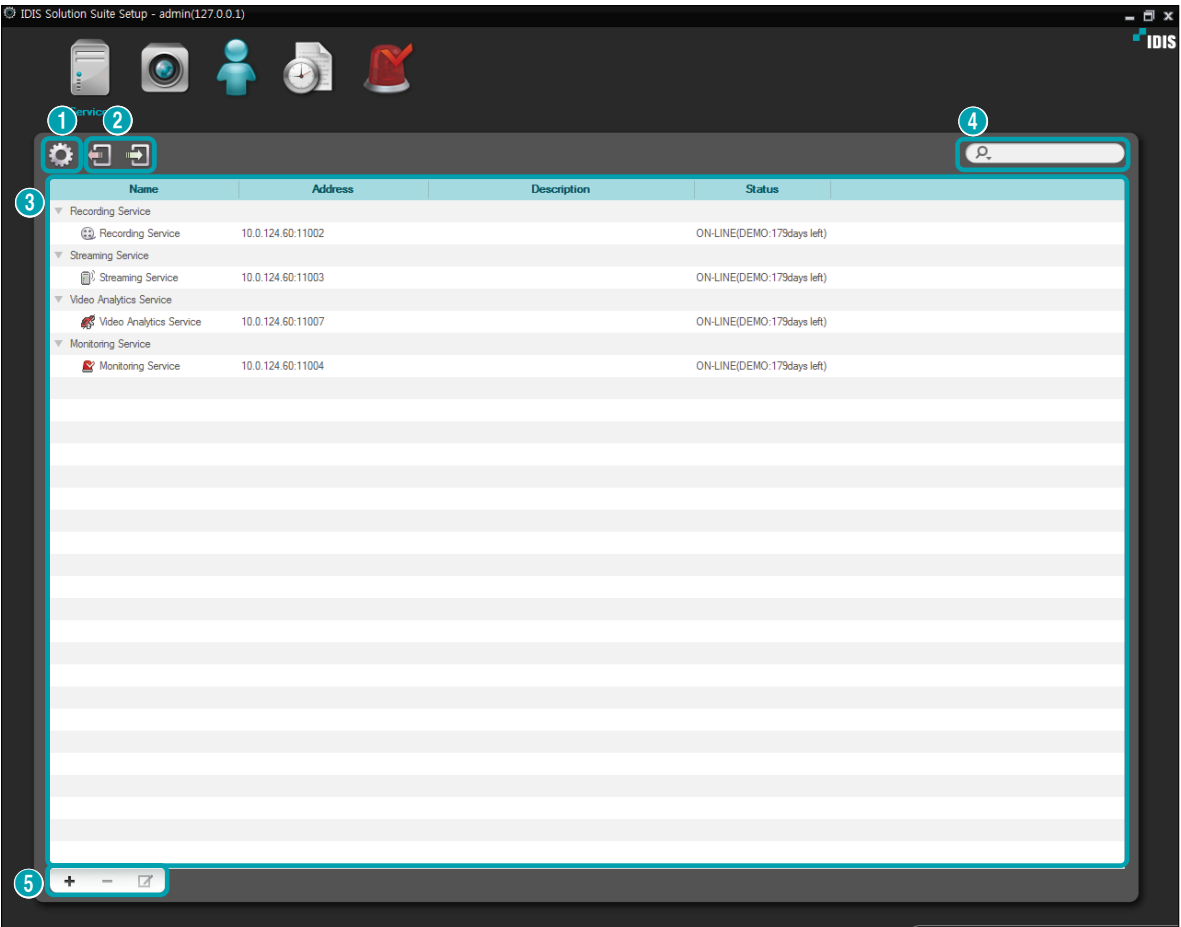 IDIS Solution Suite Setup - admin(127.0.0.1)
IDIS
1
2
4
3
Name Address Description Status
Recording Service
Recording Service 10.0.124.60:11002 ON-LINE(DEMO:179days left)
Streaming Service
Streaming Service 10.0.124.60:11003 ON-LINE(DEMO:179days left)
Video Analytics Service
Video Analytics Service 10.0.124.60:11007 ON-LINE(DEMO:179days left)
Monitoring Service
Monitoring Service 10.0.124.60:11004 ON-LINE(DEMO:179days left)
5